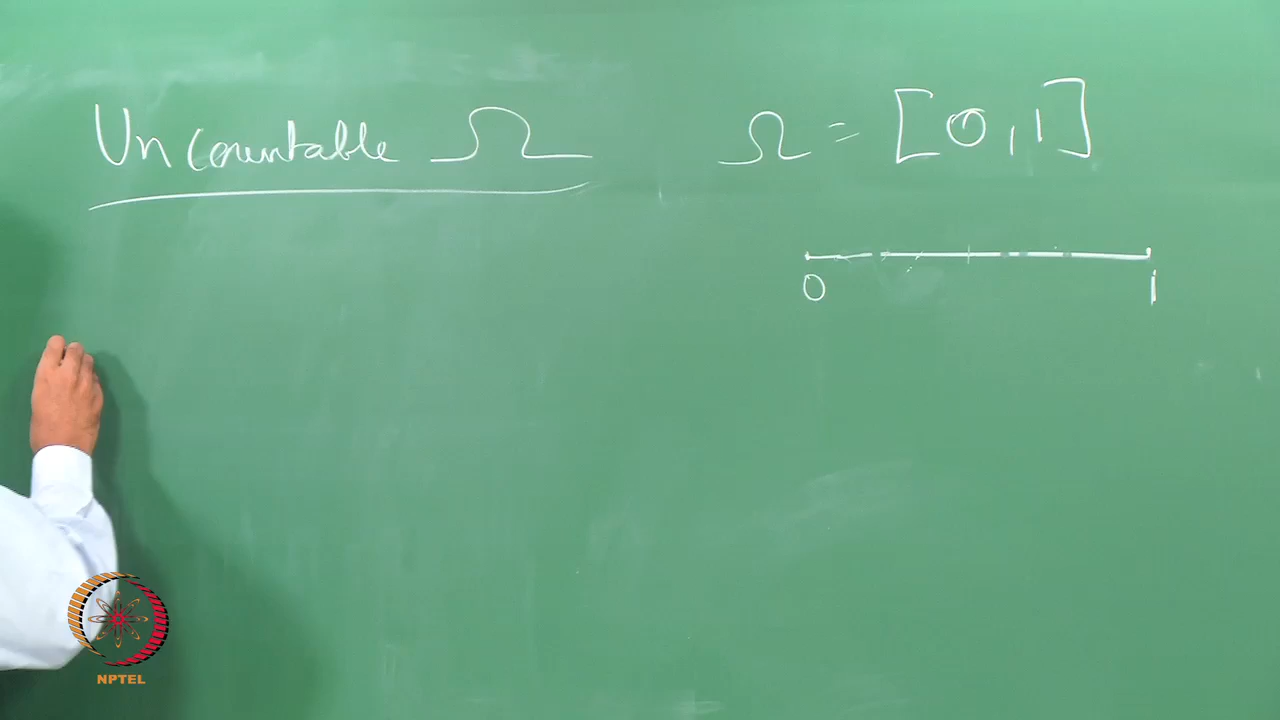 Uncountable Ω
Ω = [0,1]
0 1
NPTEL